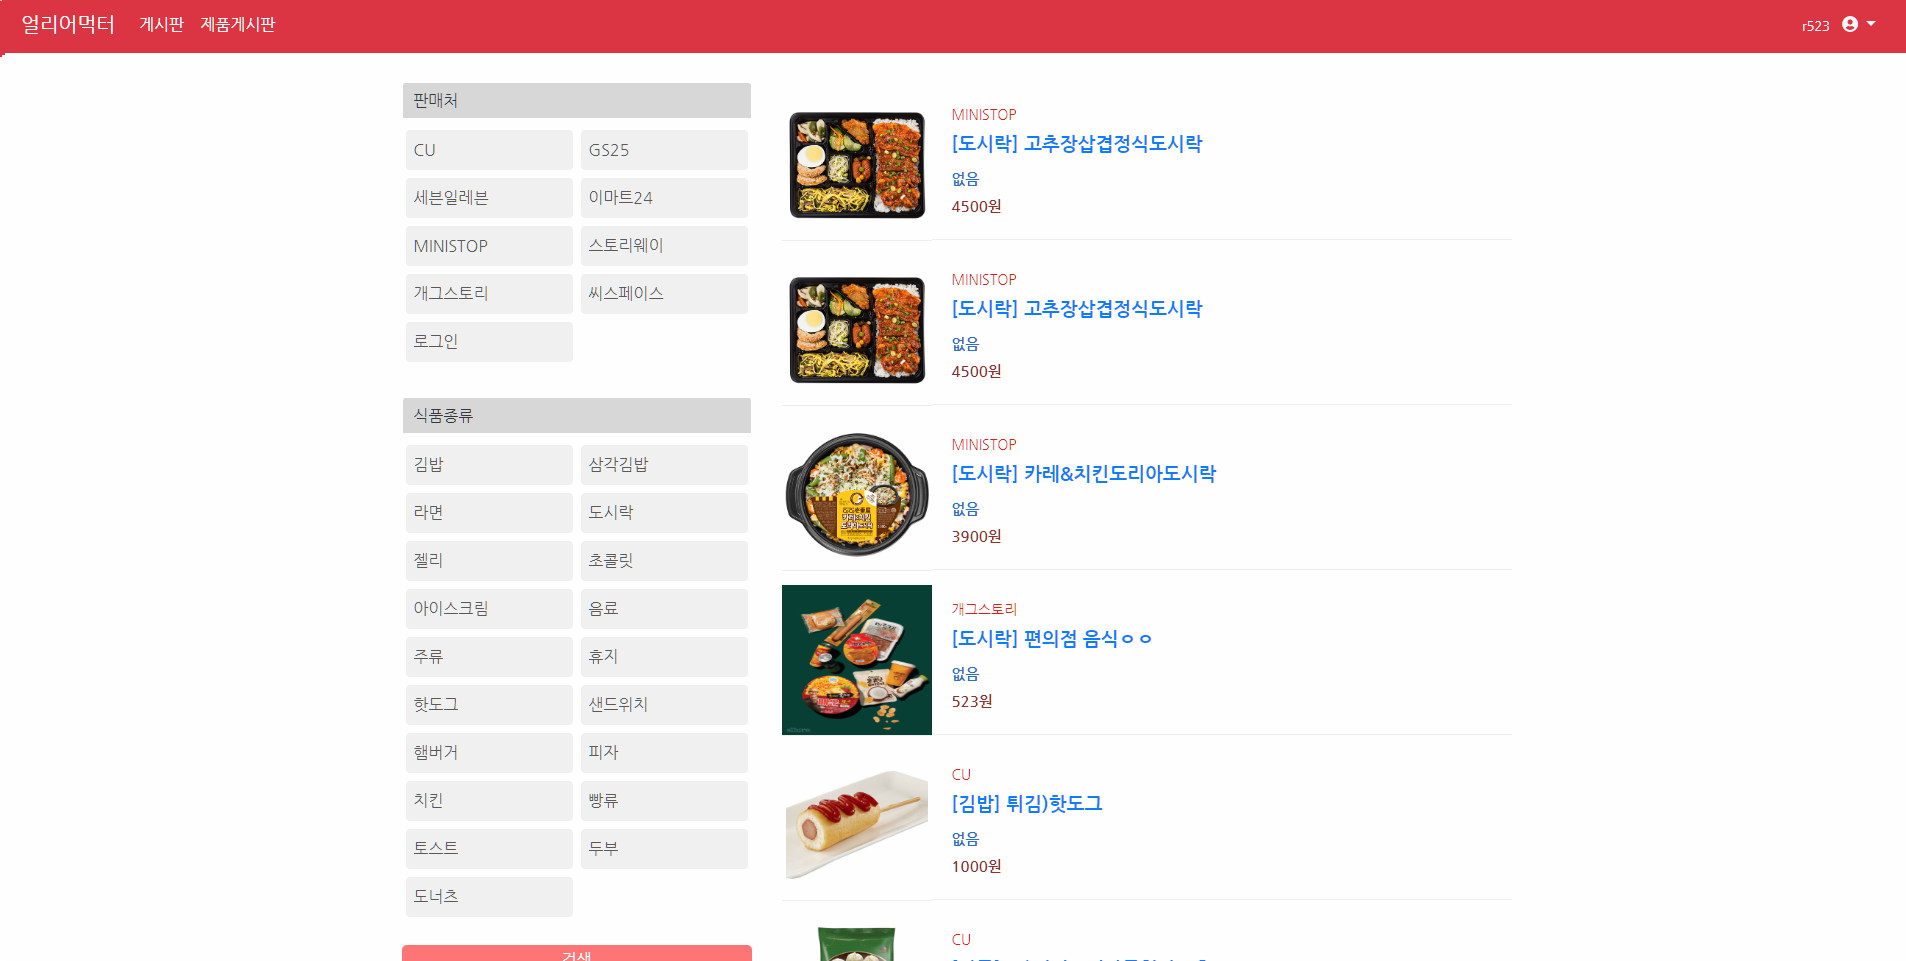 얼리어먹터 게시판 제품게시판 r523
판매처
CU GS25
세븐일레븐 이마트24
MINISTOP 스토리웨이
개그스토리 씨스페이스
로그인
식품종류
김밥 삼각김밥
라면 도시락
젤리 초콜릿
아이스크림 음료
주류 휴지
핫도그 샌드위치
햄버거 피자
치킨 빵류
토스트 두부
도너츠
검색
MINISTOP
[도시락] 고추장삼겹정식도시락
없음
4500원
MINISTOP
[도시락] 고추장삼겹정식도시락
없음
4500원
MINISTOP
[도시락] 카레&치킨도리아도시락
없음
3900원
개그스토리
[도시락] 편의점 음식ㅇㅇ
없음
523원
CU
[김밥] 튀김)핫도그
없음
1000원
CU